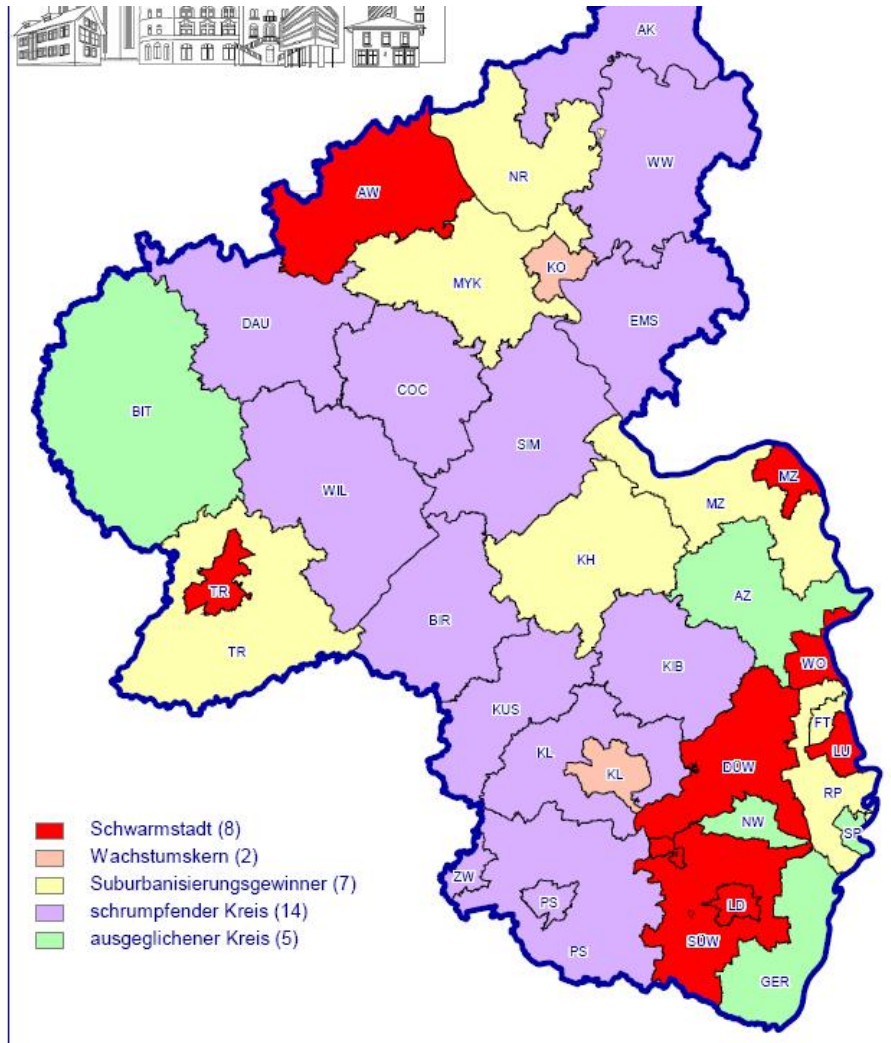 AK
WW
NR
AW
KO
MYK
EMS
DAU
COC
BIT
SIM
MZ
WIL
MZ
KH
TR
AZ
BIR
TR
KIB
WO
KUS
FT
KL
LU
KL
DÜW
RP
NW
SP
ZW
PS
LD
SÜW
PS
GER
Schwarmstadt (8)
Wachstumskern (2)
Suburbanisierungsgewinner (7)
schrumpfender Kreis (14)
ausgeglichener Kreis (5)